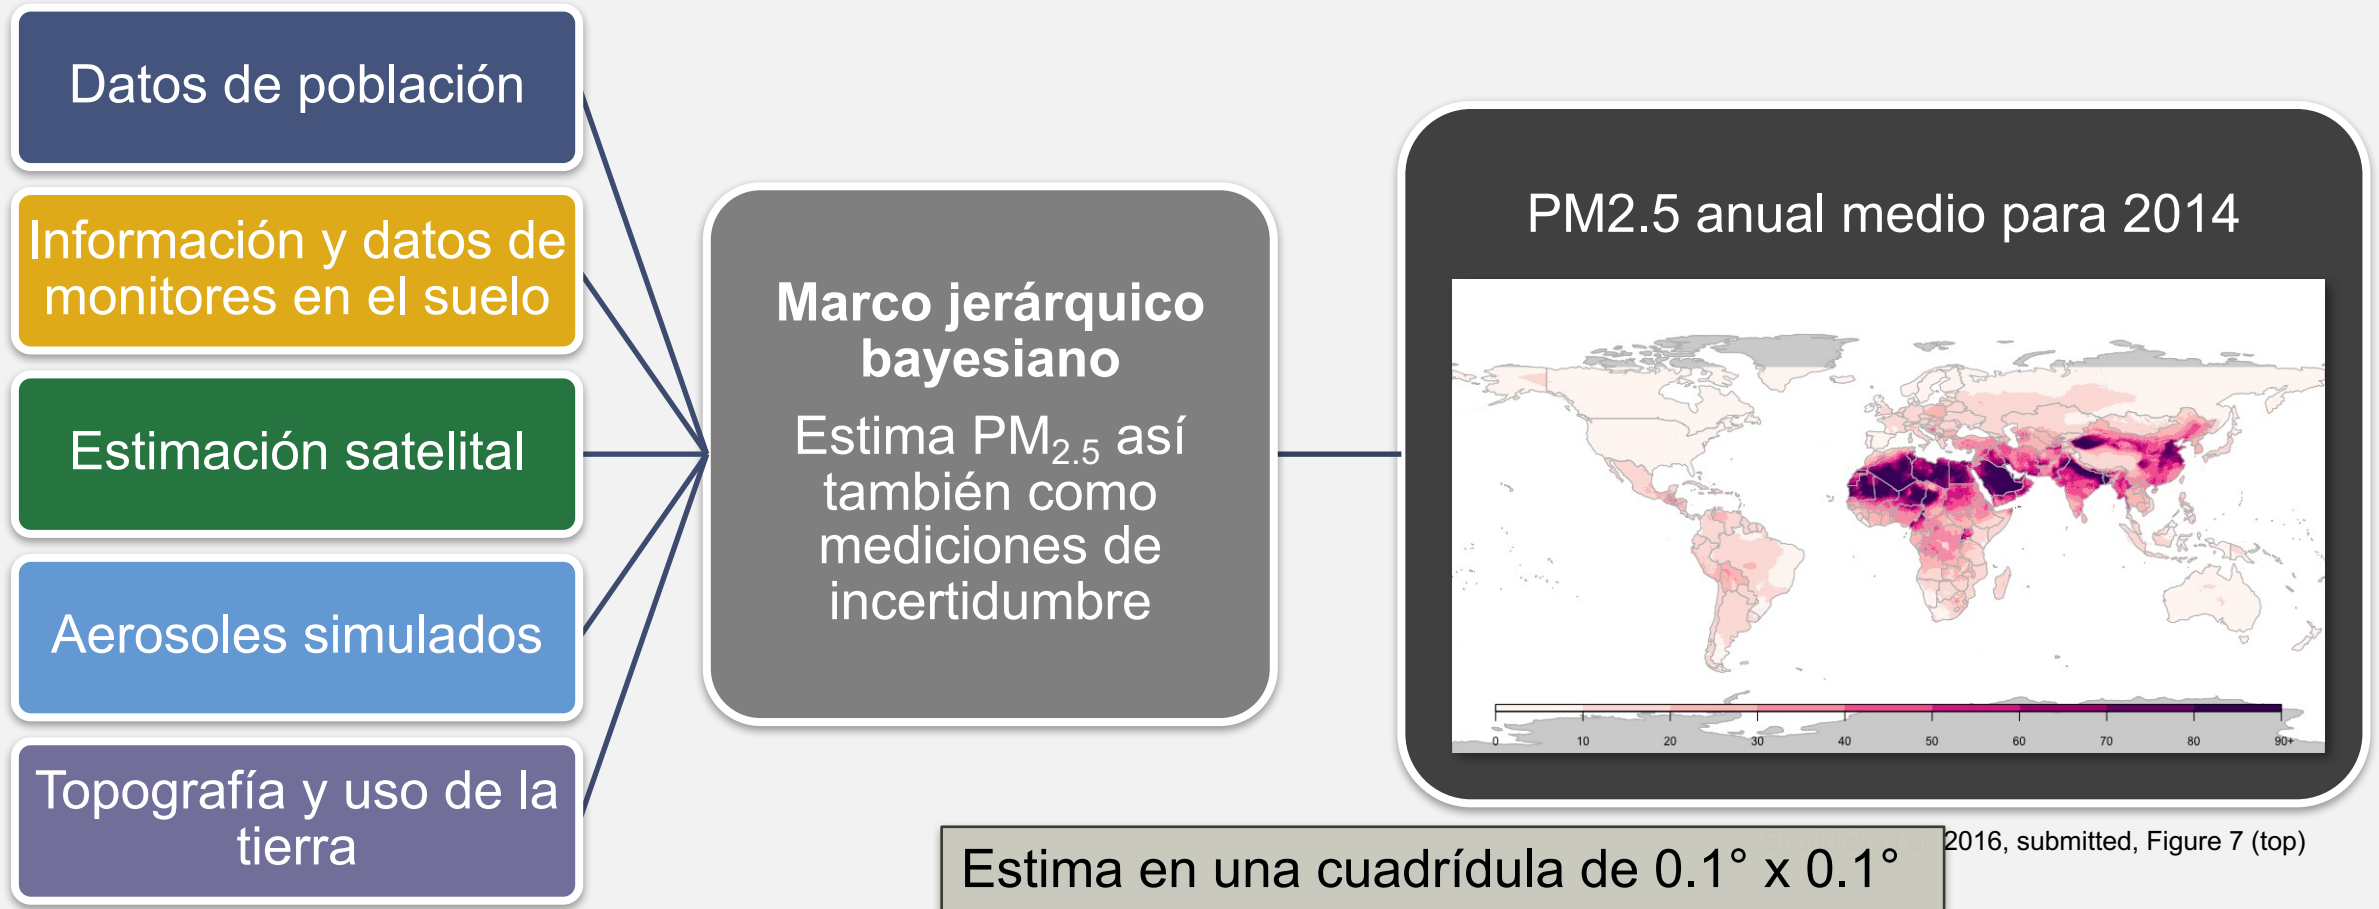 Datos de población
Información y datos de
monitores en el suelo
Estimación satelital
Aerosoles simulados
Topografía y uso de la
tierra
Marco jerárquico
bayesiano
Estima PM2.5 así
también como
mediciones de
incertidumbre
PM2.5 anual medio para 2014
0 10 20 30 40 50 60 70 80 90+
2016, submitted, Figure 7 (top)
Estima en una cuadrídula de 0.1° x 0.1°